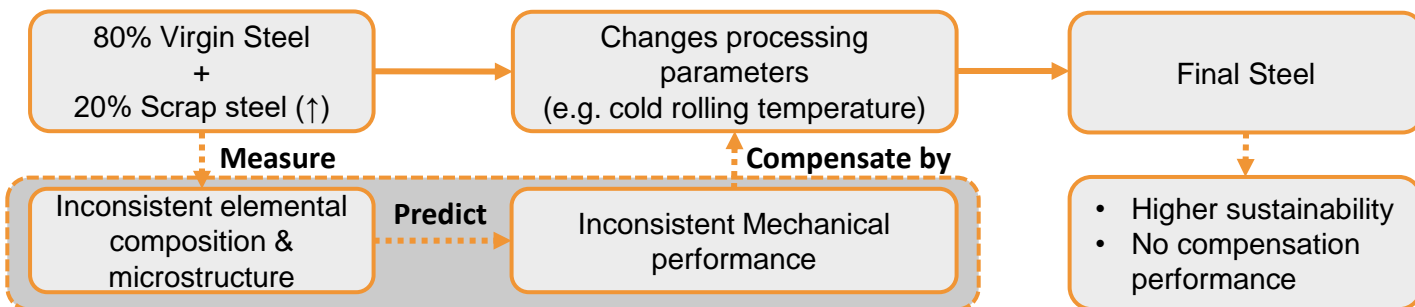 80% Virgin Steel
+
20% Scrap steel (↑)
Changes processing
parameters
(e.g. cold rolling temperature)
Final Steel
Measure
Compensate by
Inconsistent elemental
composition &
microstructure
Predict
Inconsistent Mechanical
performance
• Higher sustainability
• No compensation
performance